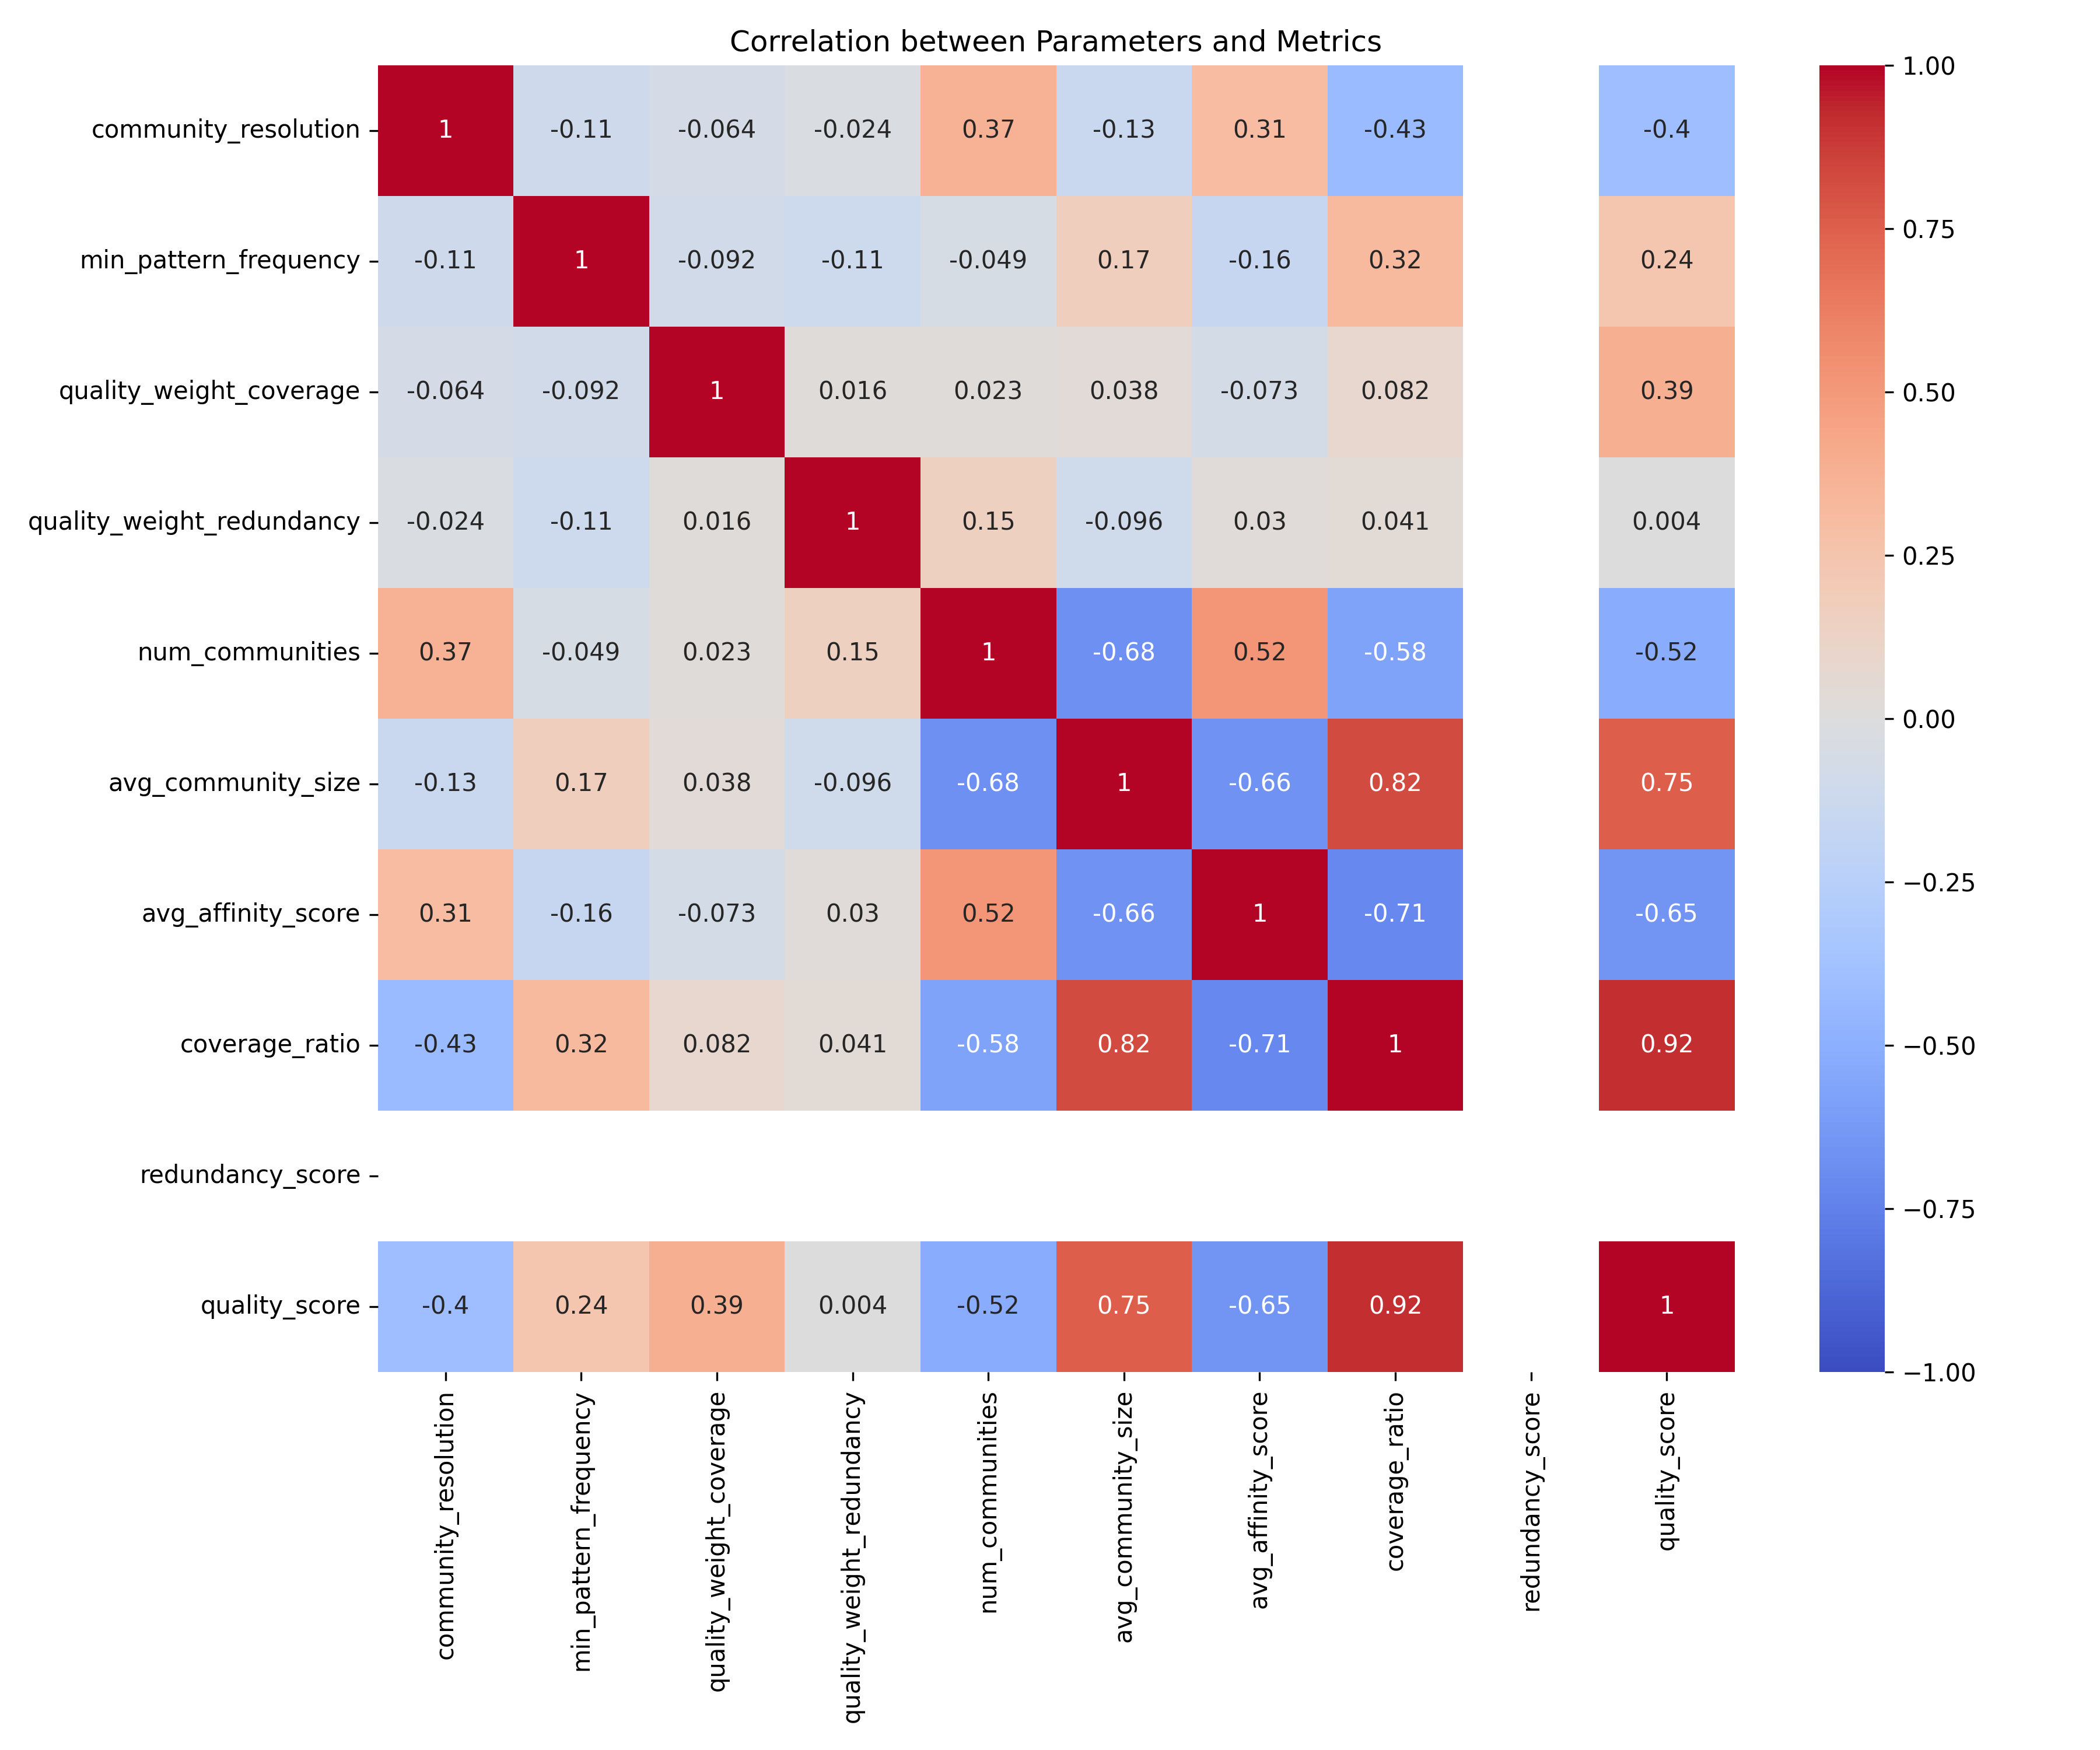 Correlation between Parameters and Metrics
community_resolution 1 -0.11 -0.064 -0.024 0.37 -0.13 0.31 -0.43 -0.4
min_pattern_frequency -0.11 1 -0.092 -0.11 -0.049 0.17 -0.16 0.32 0.24
quality_weight_coverage -0.064 -0.092 1 0.016 0.023 0.038 -0.073 0.082 0.39
quality_weight_redundancy -0.024 -0.11 0.016 1 0.15 -0.096 0.03 0.041 0.004
num_communities 0.37 -0.049 0.023 0.15 1 -0.68 0.52 -0.58 -0.52
avg_community_size -0.13 0.17 0.038 -0.096 -0.68 1 -0.66 0.82 0.75
avg_affinity_score 0.31 -0.16 -0.073 0.03 0.52 -0.66 1 -0.71 -0.65
coverage_ratio -0.43 0.32 0.082 0.041 -0.58 0.82 -0.71 1 0.92
redundancy_score
quality_score -0.4 0.24 0.39 0.004 -0.52 0.75 -0.65 0.92 1
community_resolution
min_pattern_frequency
quality_weight_coverage
quality_weight_redundancy
num_communities
avg_community_size
avg_affinity_score
coverage_ratio
redundancy_score
quality_score
1.00
0.75
0.50
0.25
0.00
−0.25
−0.50
−0.75
−1.00